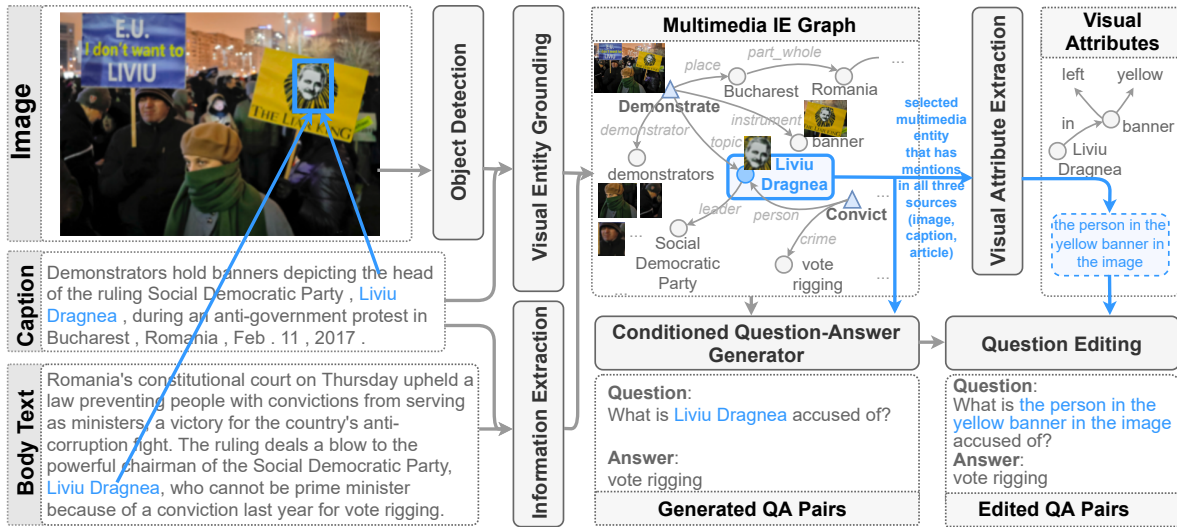 Image
E.U.
I don't want to
LIVIU
THE LIAR KING
Caption
Demonstrators hold banners depicting the head
of the ruling Social Democratic Party , Liviu
Dragnea , during an anti-government protest in
Bucharest , Romania , Feb . 11 , 2017 .
Body Text
Romania's constitutional court on Thursday upheld a
law preventing people with convictions from serving
as ministers, a victory for the country's anti-
corruption fight. The ruling deals a blow to the
powerful chairman of the Social Democratic Party,
Liviu Dragnea, who cannot be prime minister
because of a conviction last year for vote rigging.
Object Detection
Visual Entity Grounding
Information Extraction
Multimedia IE Graph
place
part_whole
...
Bucharest
Romania
Demonstrate
instrument
demonstrator
topic
banner
demonstrators
Liviu
Dragnea
...
leader
person
Convict
Social
Democratic
Party
crime
vote
rigging
...
...
selected
multimedia
entity
that has
mentions
in all three
sources
(image,
caption,
article)
Visual Attribute Extraction
Visual
Attributes
left
yellow
in
banner
Liviu
Dragnea
the person in the
yellow banner in
the image
Conditioned Question-Answer
Generator
Question:
What is Liviu Dragnea accused of?
Answer:
vote rigging
Generated QA Pairs
Question Editing
Question:
What is the person in the
yellow banner in the image
accused of?
Answer:
vote rigging
Edited QA Pairs